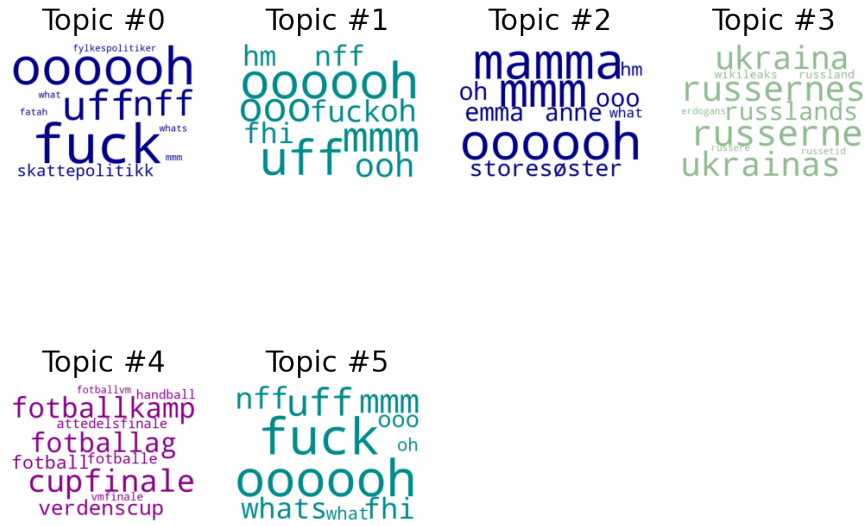 Topic #0
fylkespolitiker
oooooh
what
uff
nff
fatah
fuck
whats
mmm
skattepolitikk
Topic #1
hm
nff
oooooh
ooo
fuck
oh
fhi
mmm
uff
ooh
Topic #2
mamma
hm
oh
mmm
ooo
emma
anne
what
oooooh
storesøster
Topic #3
ukraina
wikileaks
russland
russernes
erdogans
russlands
russerne
russere
russetid
ukrainas
Topic #4
fotballvm
handball
fotballkamp
attedelsfinale
fotballag
fotball
fotballe
cupfinale
vmfinale
verdenscup
Topic #5
nff
uff
mmm
ooo
fuck
oh
oooooh
whats
what
fhi